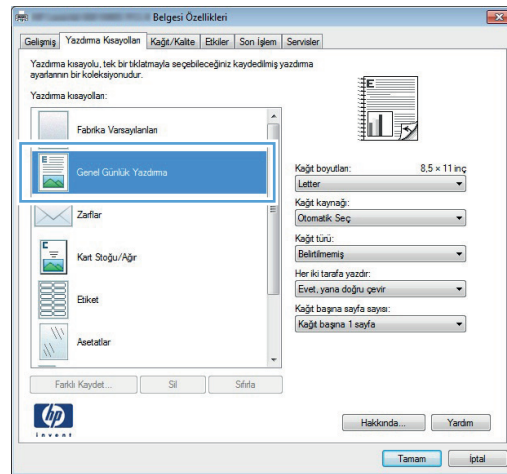 Belgesi Özellikleri
Gelişmiş Yazdırma Kısayolları Kağıt/Kalite Etkiler Son İşlem Servisler
Yazdırma kısayolu, tek bir tıklatmayla seçebileceğiniz kaydedilmiş yazdırma
ayarlarının bir koleksiyonudur.
Yazdırma kısayolları:
Fabrika Varsayılanları
Genel Günlük Yazdırma
Zarflar
Kart Stoğu/Ağır
Etiket
Asetatlar
Farklı Kaydet... Sil Sıfırla
Kağıt boyutları: 8,5 × 11 inç
Letter
Kağıt kaynağı:
Otomatik Seç
Kağıt türü:
Belirtilmemiş
Her iki tarafa yazdır:
Evet, yana doğru çevir
Kağıt başına sayfa sayısı:
Kağıt başına 1 sayfa
hp
invent
Hakkında... Yardım
Tamam İptal